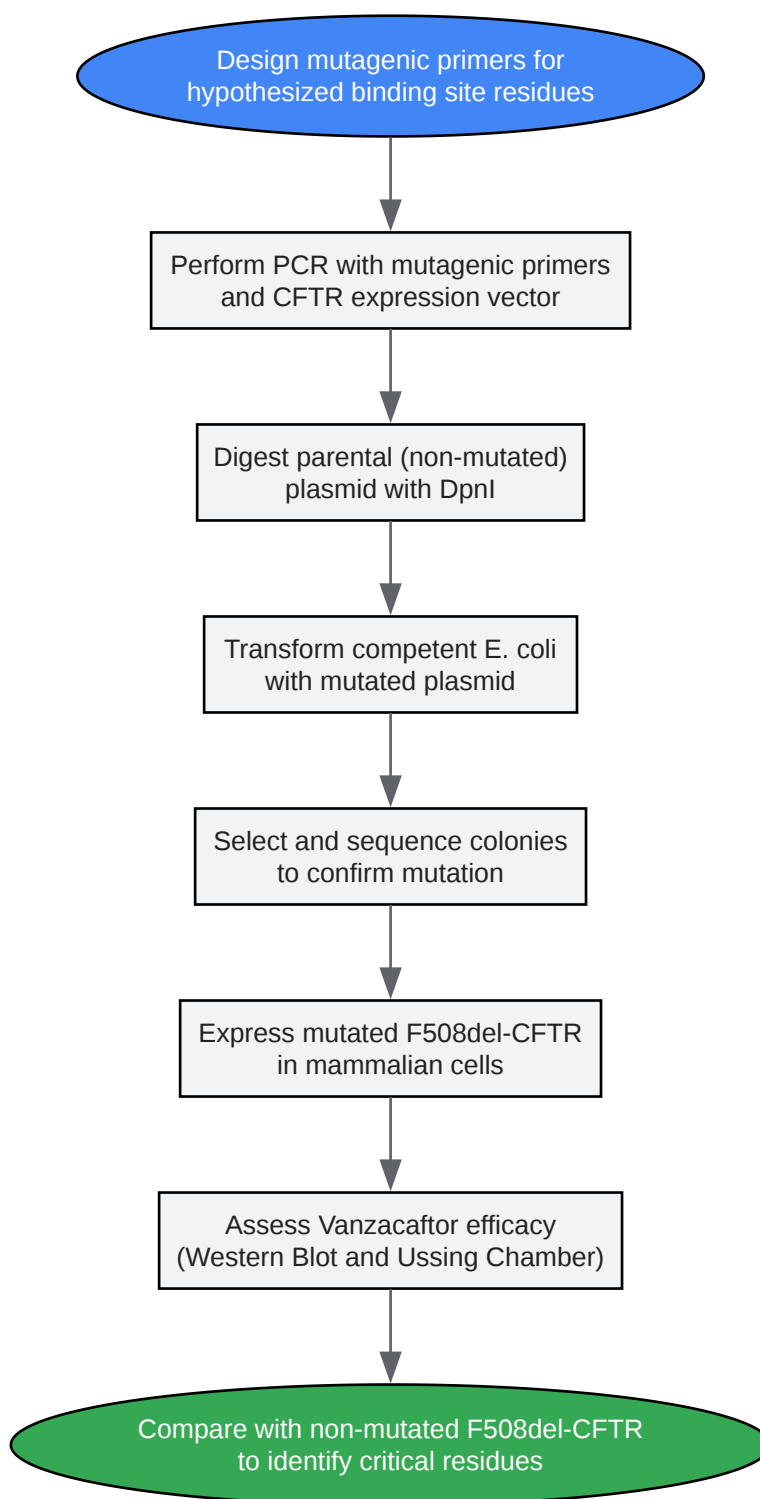 Design mutagenic primers for
hypothesized binding site residues
Perform PCR with mutagenic primers
and CFTR expression vector
Digest parental (non-mutated)
plasmid with DpnI
Transform competent E. coli
with mutated plasmid
Select and sequence colonies
to confirm mutation
Express mutated F508del-CFTR
in mammalian cells
Assess Vanzacaftor efficacy
(Western Blot and Ussing Chamber)
Compare with non-mutated F508del-CFTR
to identify critical residues